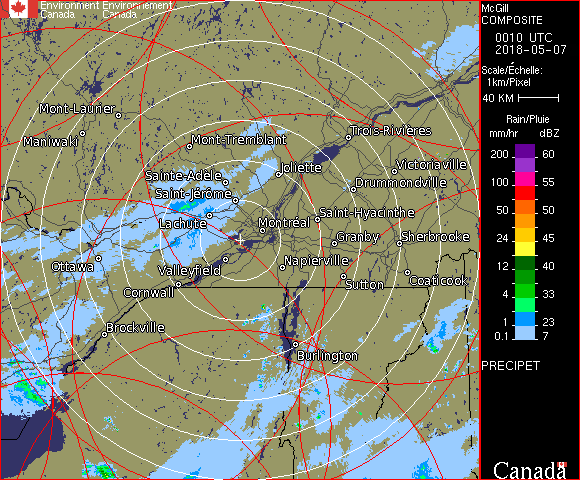 Environment Environnement
Canada Canada
McGill
COMPOSITE
0010 UTC
2018-05-07
Scale/Échelle:
1km/Pixel
40 KM
Rain/Pluie
mm/hr dBZ
200 60
100 55
50 50
24 45
12 40
4 33
1 23
0.1 7
PRECIPET
Canada
Mont-Laurier
Maniwaki
Mont-Tremblant
Trois-Rivières
Sainte-Adèle
Joliette
Victoriaville
Saint-Jérôme
Drummondville
Lachute
Montréal
Saint-Hyacinthe
Granby
Sherbrooke
Ottawa
Valleyfield
Napierville
Cornwall
Sutton
Coaticook
Brockville
Burlington